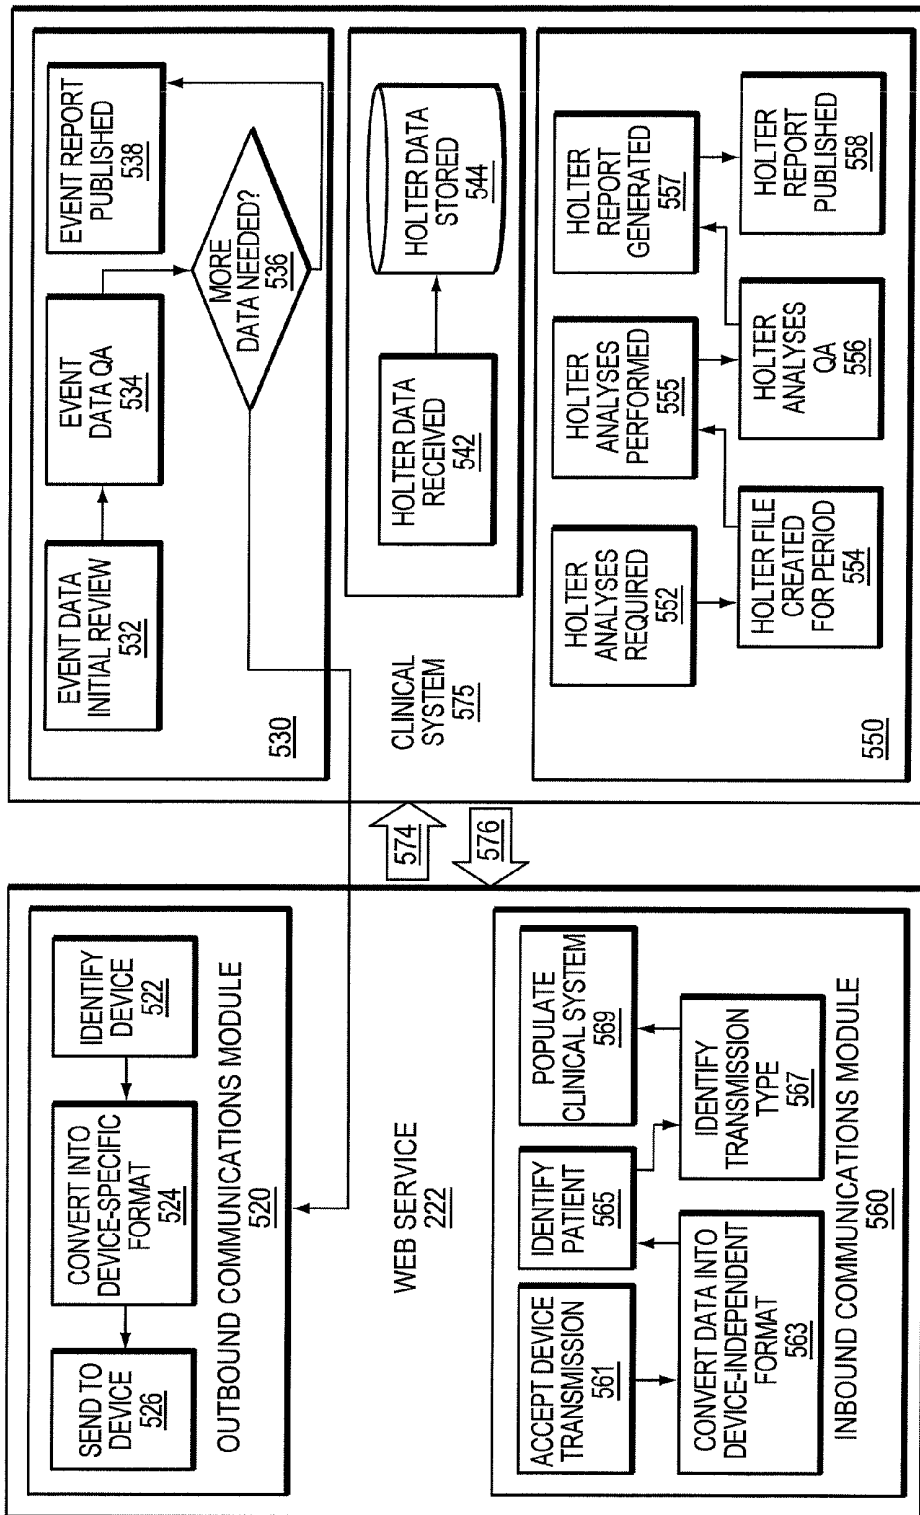 SEND TO
DEVICE
526
CONVERT INTO
DEVICE-SPECIFIC
FORMAT
524
IDENTIFY
DEVICE
522
OUTBOUND COMMUNICATIONS MODULE
520
WEB SERVICE
222
ACCEPT DEVICE
TRANSMISSION
561
IDENTIFY
PATIENT
565
POPULATE
CLINICAL SYSTEM
569
CONVERT DATA INTO
DEVICE-INDEPENDENT
FORMAT
563
IDENTIFY
TRANSMISSION
TYPE
567
INBOUND COMMUNICATIONS MODULE
560
574
576
EVENT DATA
INITIAL REVIEW
532
EVENT
DATA QA
534
EVENT REPORT
PUBLISHED
538
MORE
DATA NEEDED?
536
530
CLINICAL
SYSTEM
575
HOLTER DATA
RECEIVED
542
HOLTER DATA
STORED
544
HOLTER
ANALYSES
REQUIRED
552
HOLTER
ANALYSES
PERFORMED
555
HOLTER
REPORT
GENERATED
557
HOLTER FILE
CREATED
FOR PERIOD
554
HOLTER
ANALYSES
QA
556
HOLTER
REPORT
PUBLISHED
558
550